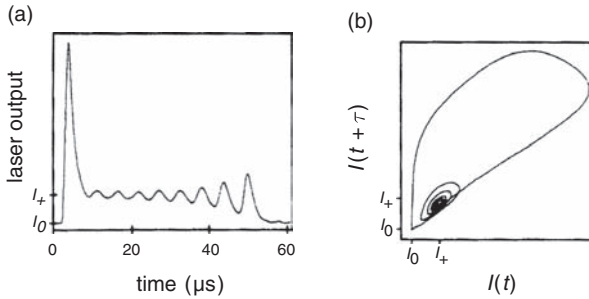 (a)
laser output
I+
I0
0 20 40 60
time (μs)
(b)
I(t + τ)
I+
I0
I0 I+
I(t)